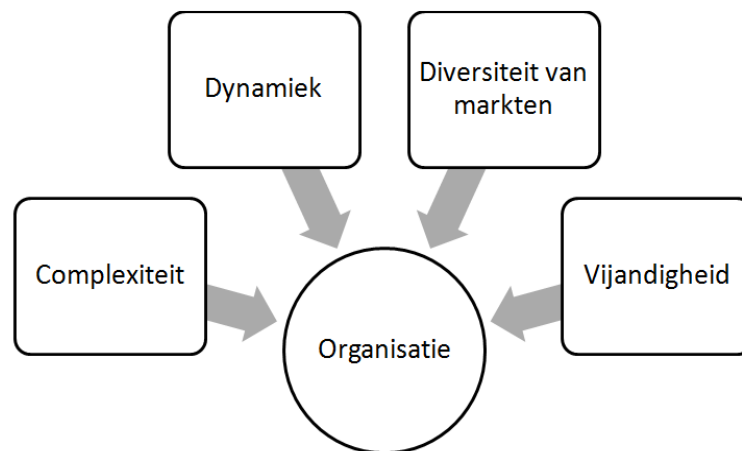 Dynamiek
Diversiteit van
markten
Complexiteit
Vijandigheid
Organisatie